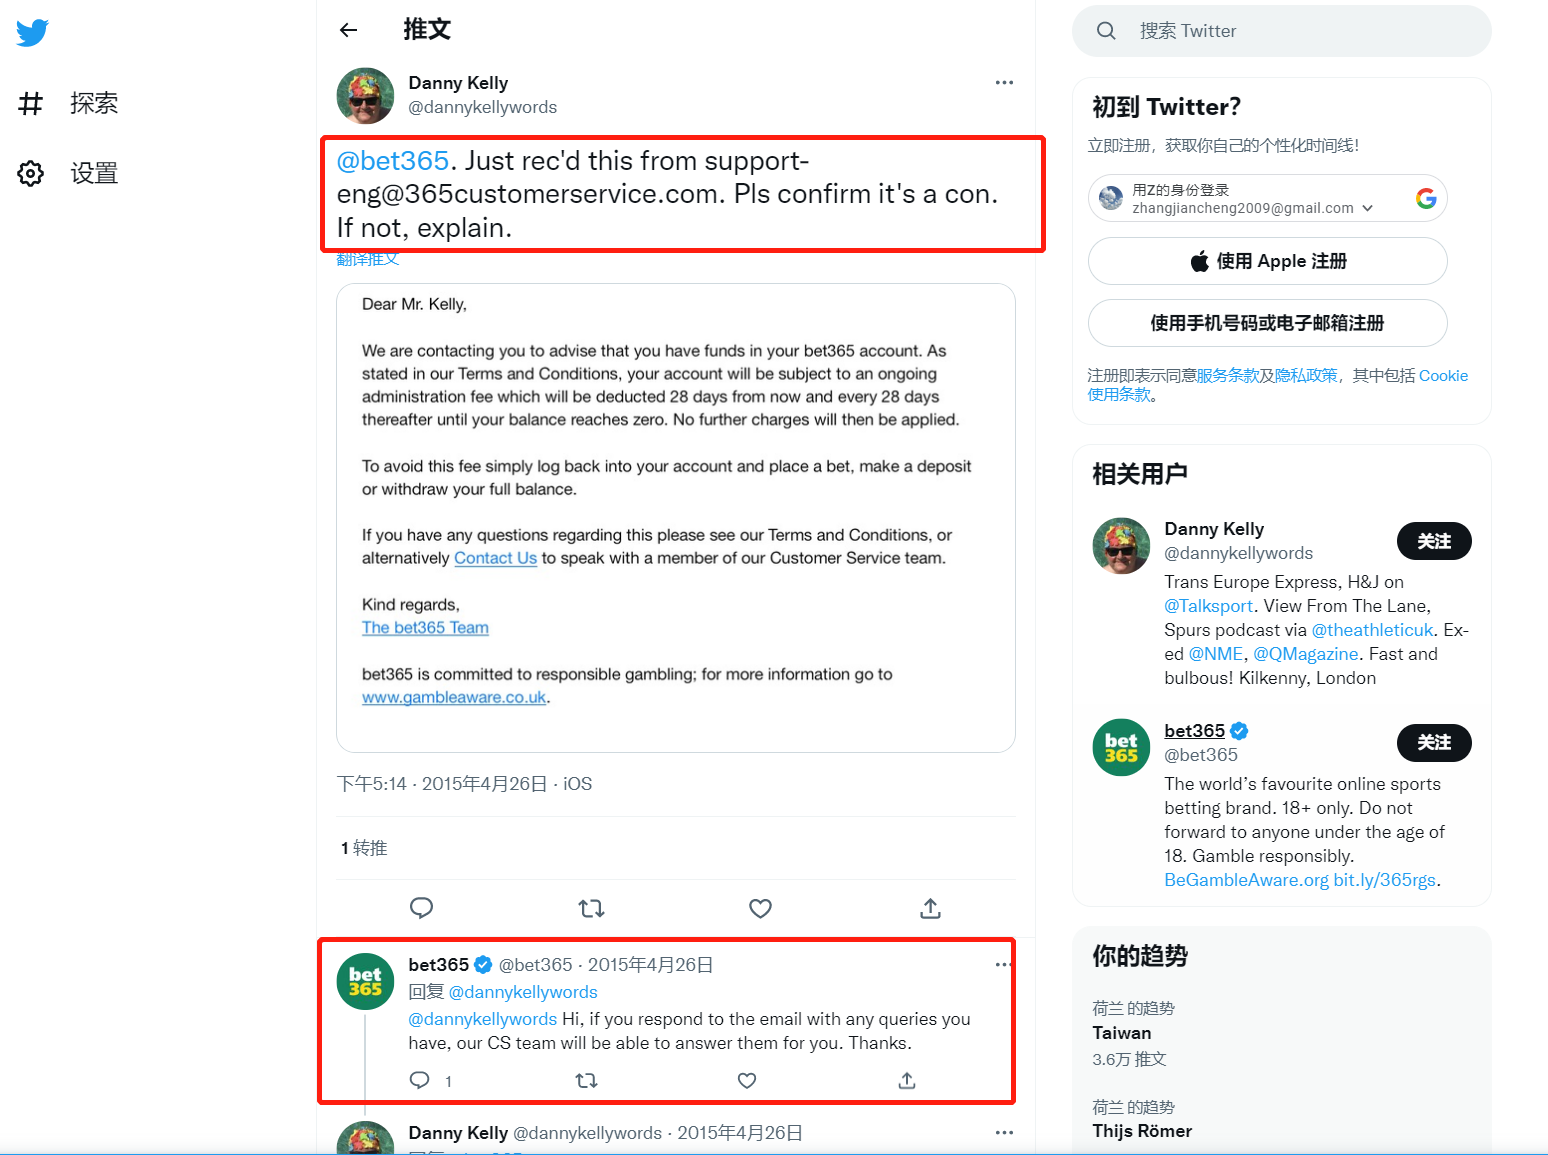 推文
探索
设置
Danny Kelly
@dannykellywords
@bet365. Just rec'd this from support-
eng@365customerservice.com. Pls confirm it's a con.
If not, explain.
翻译推文
Dear Mr. Kelly,
We are contacting you to advise that you have funds in your bet365 account. As
stated in our Terms and Conditions, your account will be subject to an ongoing
administration fee which will be deducted 28 days from now and every 28 days
thereafter until your balance reaches zero. No further charges will then be applied.
To avoid this fee simply log back into your account and place a bet, make a deposit
or withdraw your full balance.
If you have any questions regarding this please see our Terms and Conditions, or
alternatively Contact Us to speak with a member of our Customer Service team.
Kind regards,
The bet365 Team
bet365 is committed to responsible gambling; for more information go to
www.gambleaware.co.uk.
下午5:14 · 2015年4月26日 · iOS
1 转推
bet365
bet365 @bet365 · 2015年4月26日
回复 @dannykellywords
@dannykellywords Hi, if you respond to the email with any queries you
have, our CS team will be able to answer them for you. Thanks.
1
Danny Kelly @dannykellywords · 2015年4月26日
搜索 Twitter
初到 Twitter？
立即注册，获取你自己的个性化时间线！
用Z的身份登录
zhangjiancheng2009@gmail.com
使用 Apple 注册
使用手机号码或电子邮箱注册
注册即表示同意服务条款及隐私政策，其中包括 Cookie
使用条款。
相关用户
Danny Kelly
@dannykellywords
关注
Trans Europe Express, H&J on
@Talksport. View From The Lane,
Spurs podcast via @theathleticuk. Ex-
ed @NME, @QMagazine. Fast and
bulbous! Kilkenny, London
bet365
bet365
@bet365
关注
The world’s favourite online sports
betting brand. 18+ only. Do not
forward to anyone under the age of
18. Gamble responsibly.
BeGambleAware.org bit.ly/365rgs.
你的趋势
荷兰 的趋势
Taiwan
3.6万 推文
荷兰 的趋势
Thijs Römer